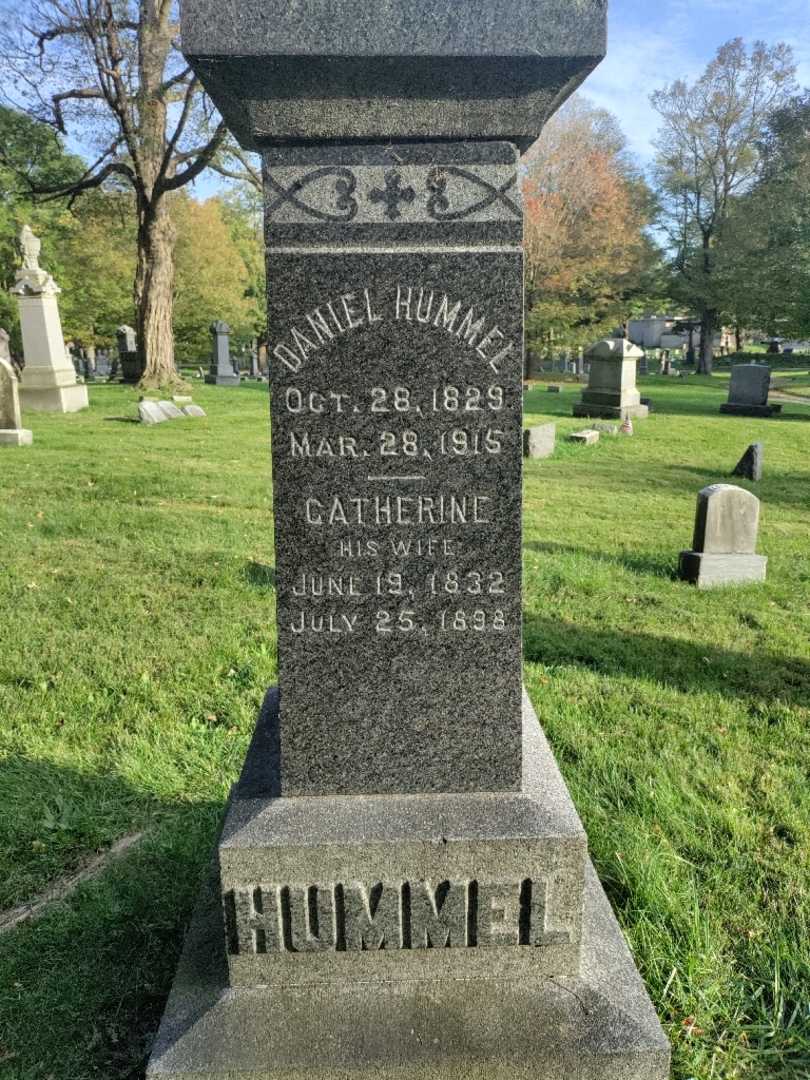 DANIEL HUMMEL
OCT. 28, 1829
MAR. 28, 1915
CATHERINE
HIS WIFE
JUNE 19, 1832
JULY 25, 1898
HUMMEL